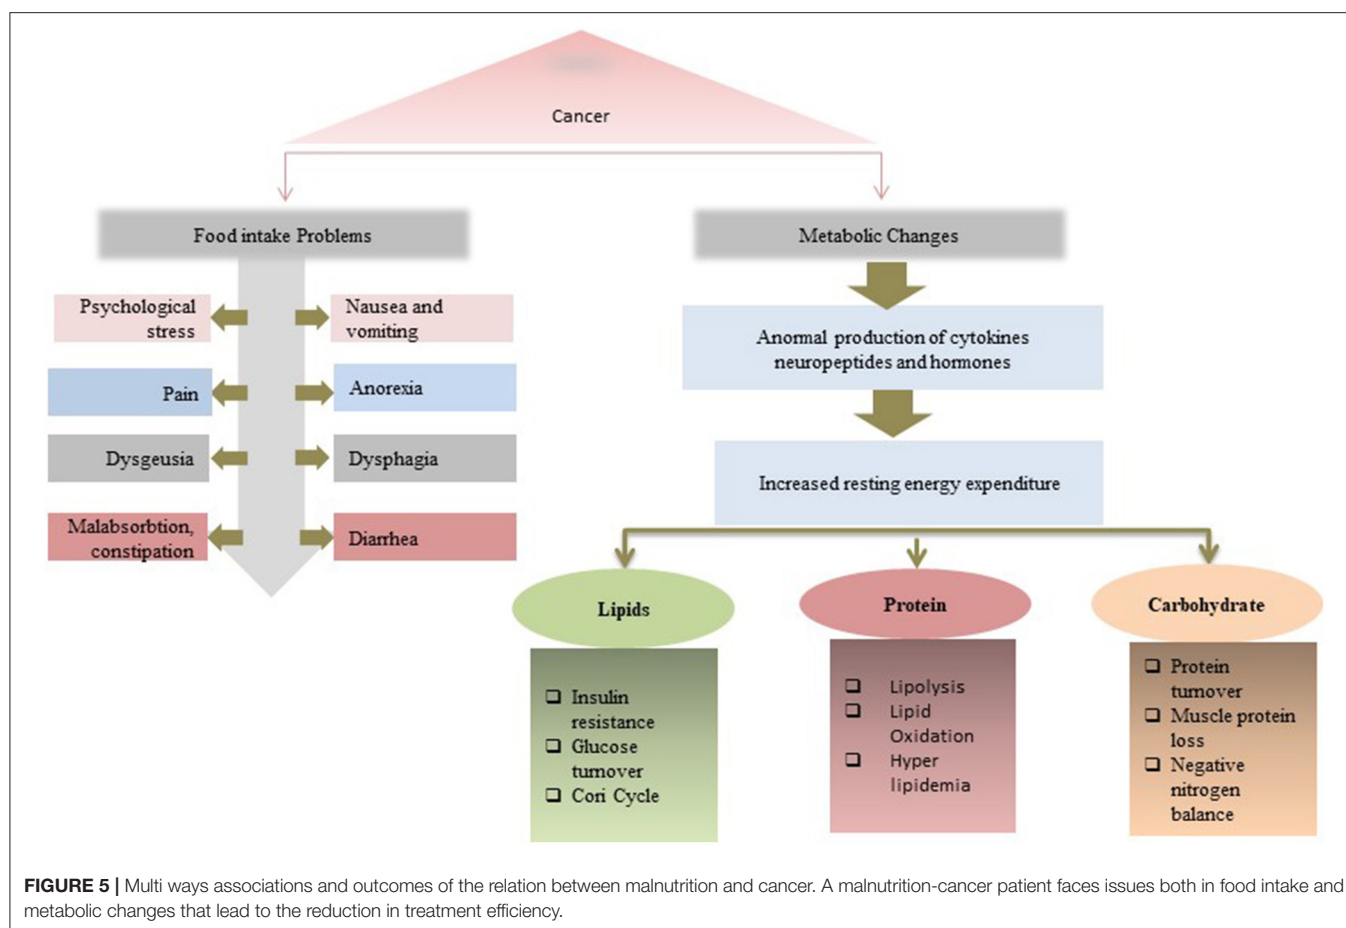 Cancer
Food intake Problems
Metabolic Changes
Psychological
stress
Nausea and
vomiting
Pain
Anorexia
Dysgeusia
Dysphagia
Malabsorbtion,
constipation
Diarrhea
Anormal production of cytokines
neuropeptides and hormones
Increased resting energy expenditure
Lipids
❑ Insulin
resistance
❑ Glucose
turnover
❑ Cori Cycle
Protein
❑ Lipolysis
❑ Lipid
Oxidation
❑ Hyper
lipidemia
Carbohydrate
❑ Protein
turnover
❑ Muscle protein
loss
❑ Negative
nitrogen
balance
FIGURE 5 | Multi ways associations and outcomes of the relation between malnutrition and cancer. A malnutrition-cancer patient faces issues both in food intake and
metabolic changes that lead to the reduction in treatment efficiency.